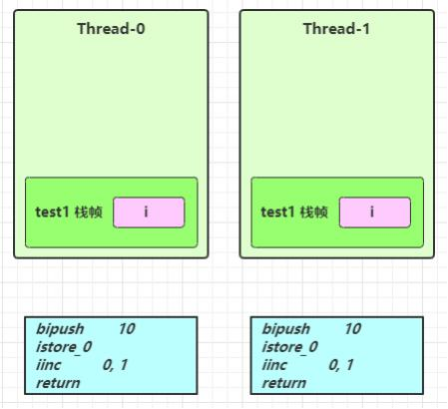 Thread-0
Thread-1
test1 栈帧 i
test1 栈帧 i
bipush 10
istore_0
iinc 0, 1
return
bipush 10
istore_0
iinc 0, 1
return